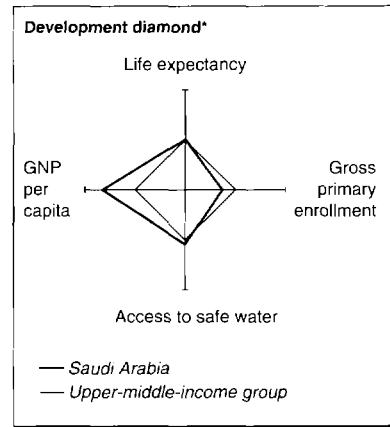 Development diamond*
Life expectancy
GNP
per
capita
Gross
primary
enrollment
Access to safe water
Saudi Arabia
Upper-middle-income group